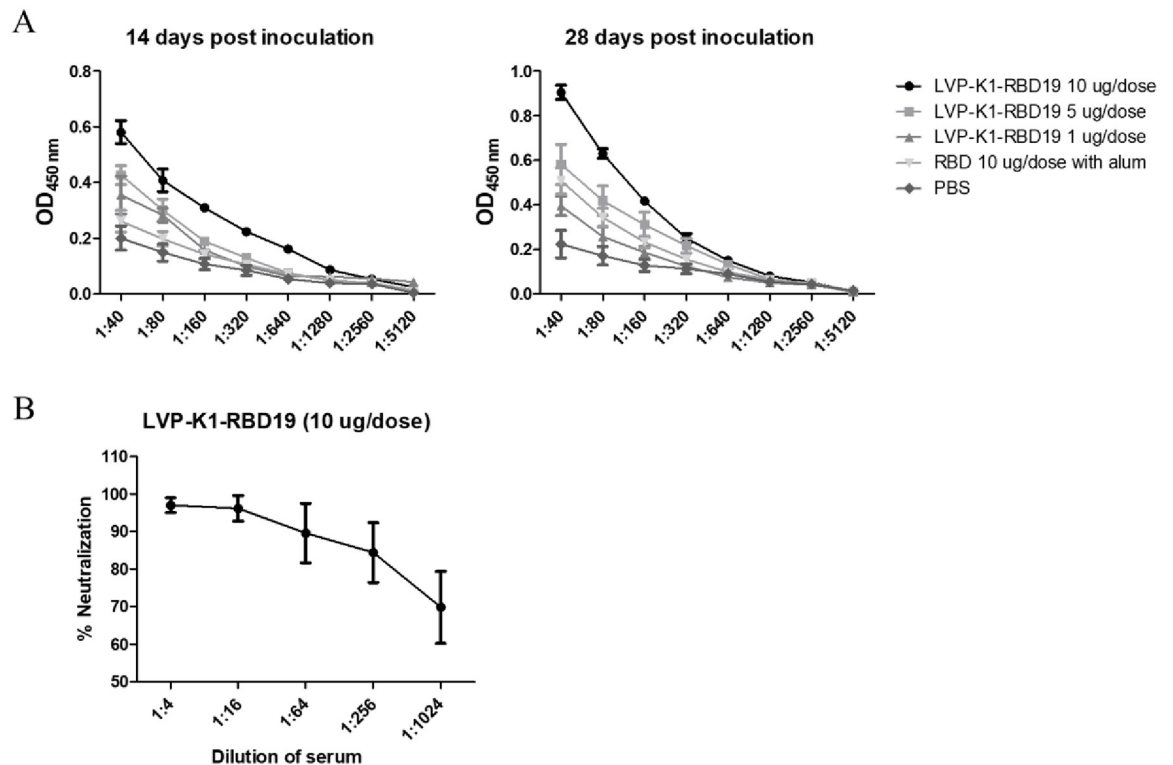 A
14 days post inoculation
28 days post inoculation
0.8
0.6
0.4
0.2
0.0
OD450 nm
1:40
1:80
1:160
1:320
1:640
1:1280
1:2560
1:5120
1.0
0.8
0.6
0.4
0.2
0.0
OD450 nm
1:40
1:80
1:160
1:320
1:640
1:1280
1:2560
1:5120
LVP-K1-RBD19 10 ug/dose
LVP-K1-RBD19 5 ug/dose
LVP-K1-RBD19 1 ug/dose
RBD 10 ug/dose with alum
PBS
B
LVP-K1-RBD19 (10 ug/dose)
110
100
90
80
70
60
50
% Neutralization
1:4
1:16
1:64
1:256
1:1024
Dilution of serum